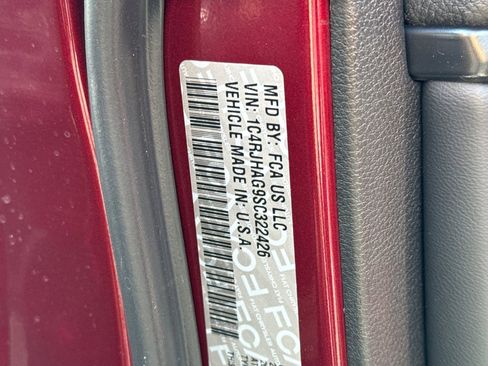 MFD BY: FCA US LLC
VIN: 1C4RJHAG9SC322426
VEHICLE MADE IN: U.S.A.